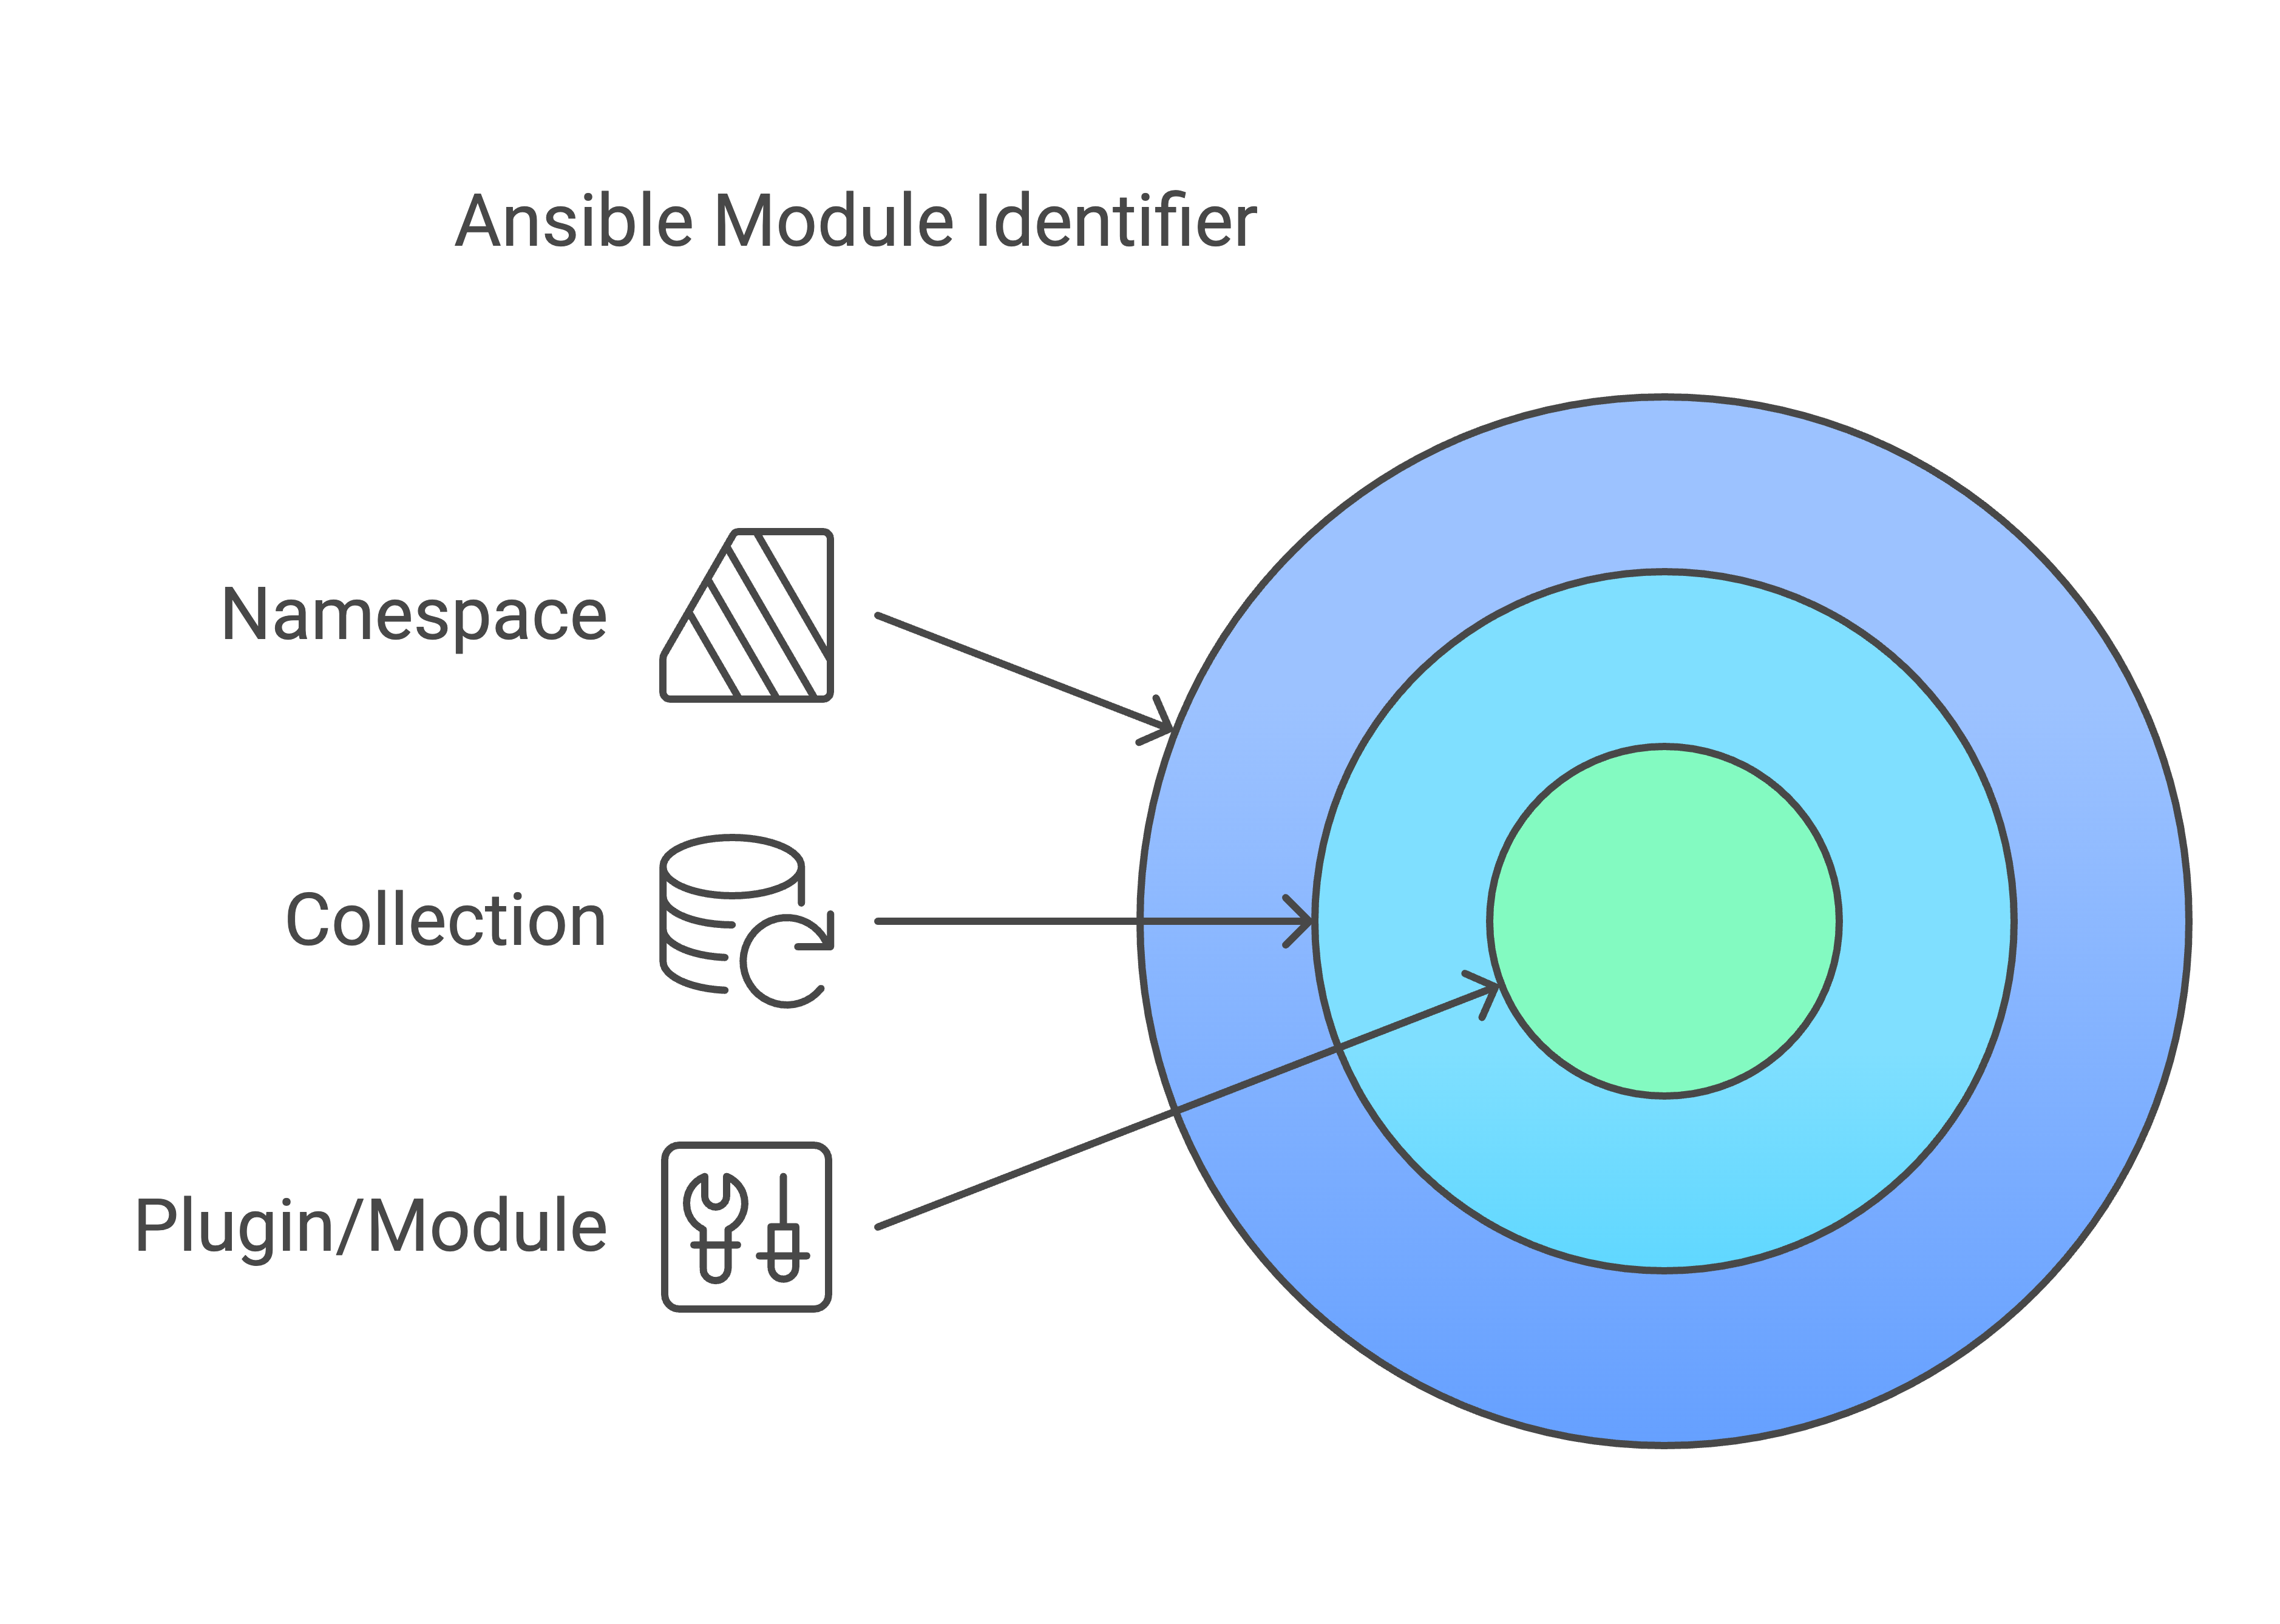 Ansible Module Identifier
Namespace
Collection
Plugin/Module